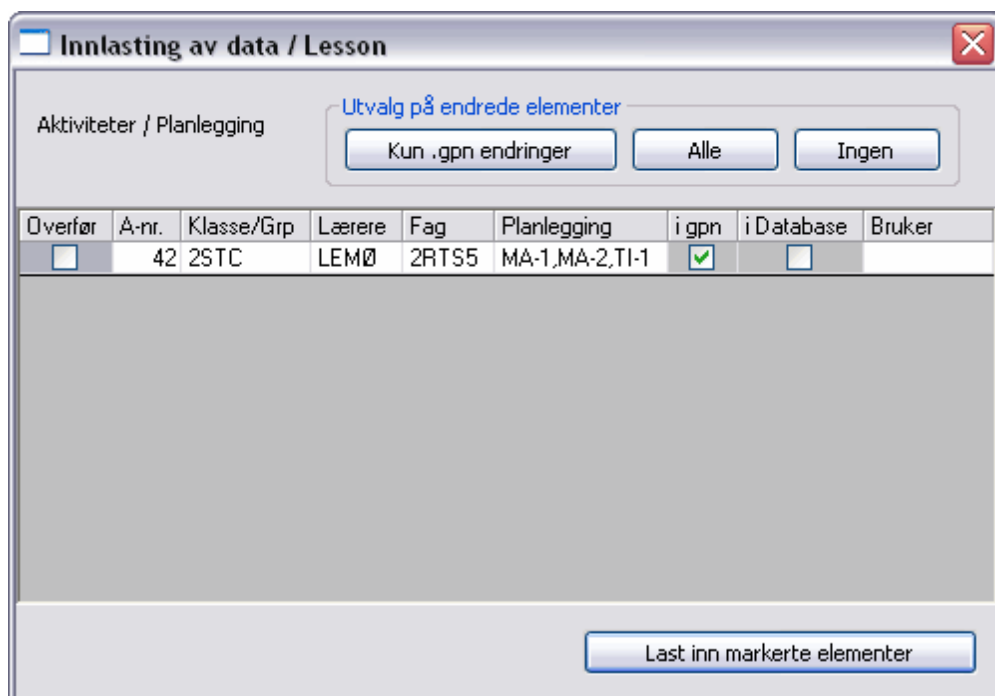 Innlasting av data / Lesson
Aktiviteter / Planlegging
Utvalg på endrede elementer
Kun .gpn endringer Alle Ingen
Overfør A-nr. Klasse/Grp Lærere Fag Planlegging i gpn i Database Bruker
42 2STC LEMØ 2RTS5 MA-1,MA-2,TI-1
Last inn markerte elementer